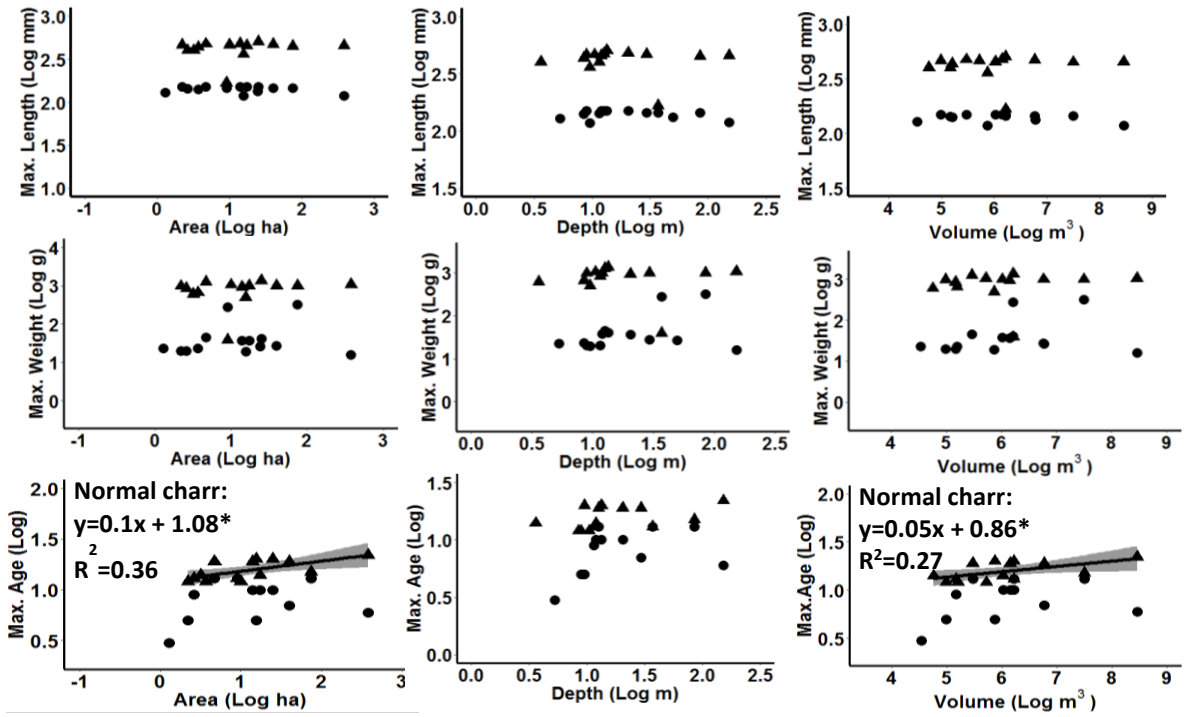 Max. Length (Log mm)
3.0
2.5
2.0
1.5
1.0
-1 0 1 2 3
Area (Log ha)
Max. Length (Log mm)
3.0
2.5
2.0
1.5
0.0 0.5 1.0 1.5 2.0 2.5
Depth (Log m)
Max. Length (Log mm)
3.0
2.5
2.0
1.5
4 5 6 7 8 9
Volume (Log m³ )
Max. Weight (Log g)
4
3
2
1
0
-1 0 1 2 3
Area (Log ha)
Max. Weight (Log g)
3
2
1
0
0.0 0.5 1.0 1.5 2.0 2.5
Depth (Log m)
Max. Weight (Log g)
3
2
1
0
4 5 6 7 8 9
Volume (Log m³ )
Max. Age (Log)
2.0
1.5
1.0
0.5
Normal charr:
y=0.1x + 1.08*
R²=0.36
-1 0 1 2 3
Area (Log ha)
Max. Age (Log)
1.5
1.0
0.5
0.0
0.0 0.5 1.0 1.5 2.0 2.5
Depth (Log m)
Max.Age (Log)
2.0
1.5
1.0
0.5
Normal charr:
y=0.05x + 0.86*
R²=0.27
4 5 6 7 8 9
Volume (Log m³ )